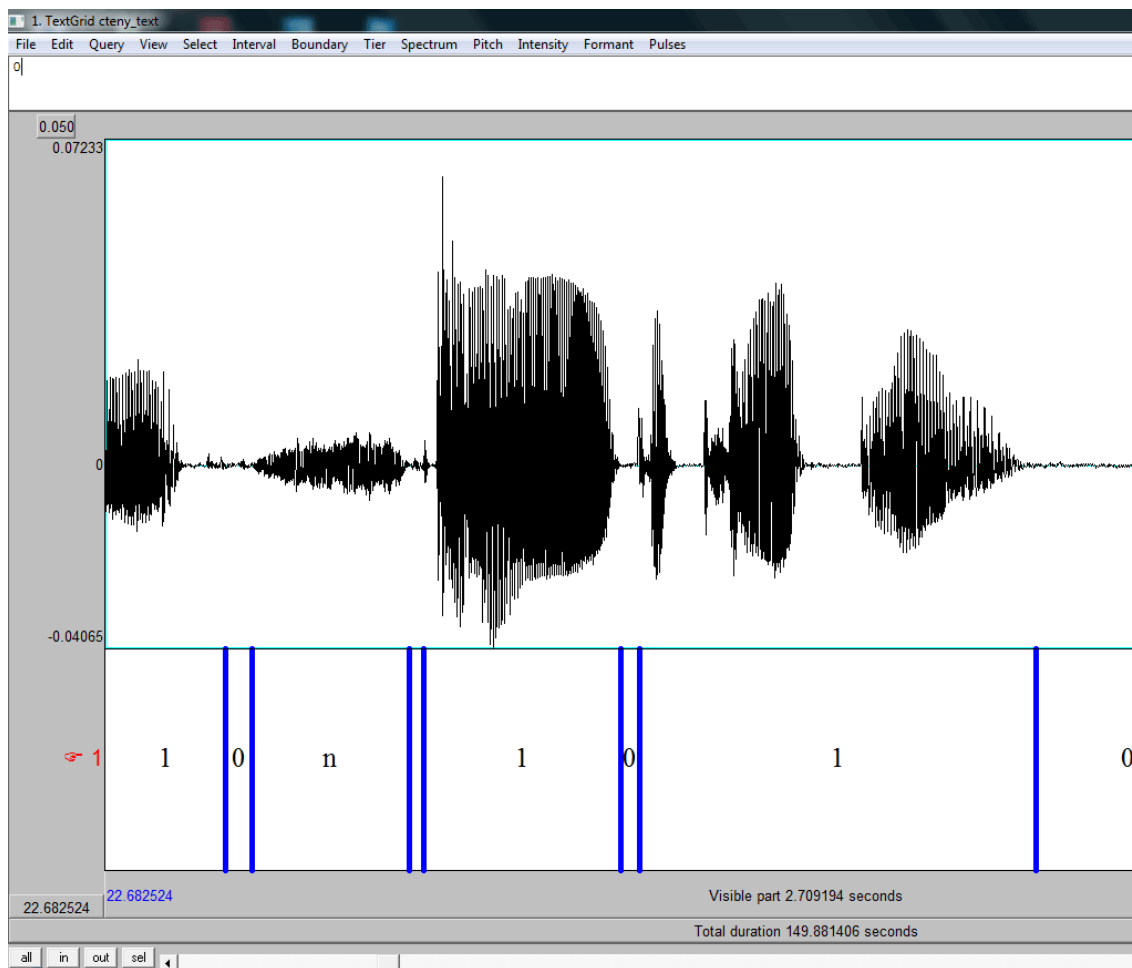 1. TextGrid cteny_text
File Edit Query View Select Interval Boundary Tier Spectrum Pitch Intensity Formant Pulses
0
0.050
0.07233
0
-0.04065
☞ 1 1 0 n 1 0 1 0
22.682524 Visible part 2.709194 seconds
22.682524
Total duration 149.881406 seconds
all in out sel